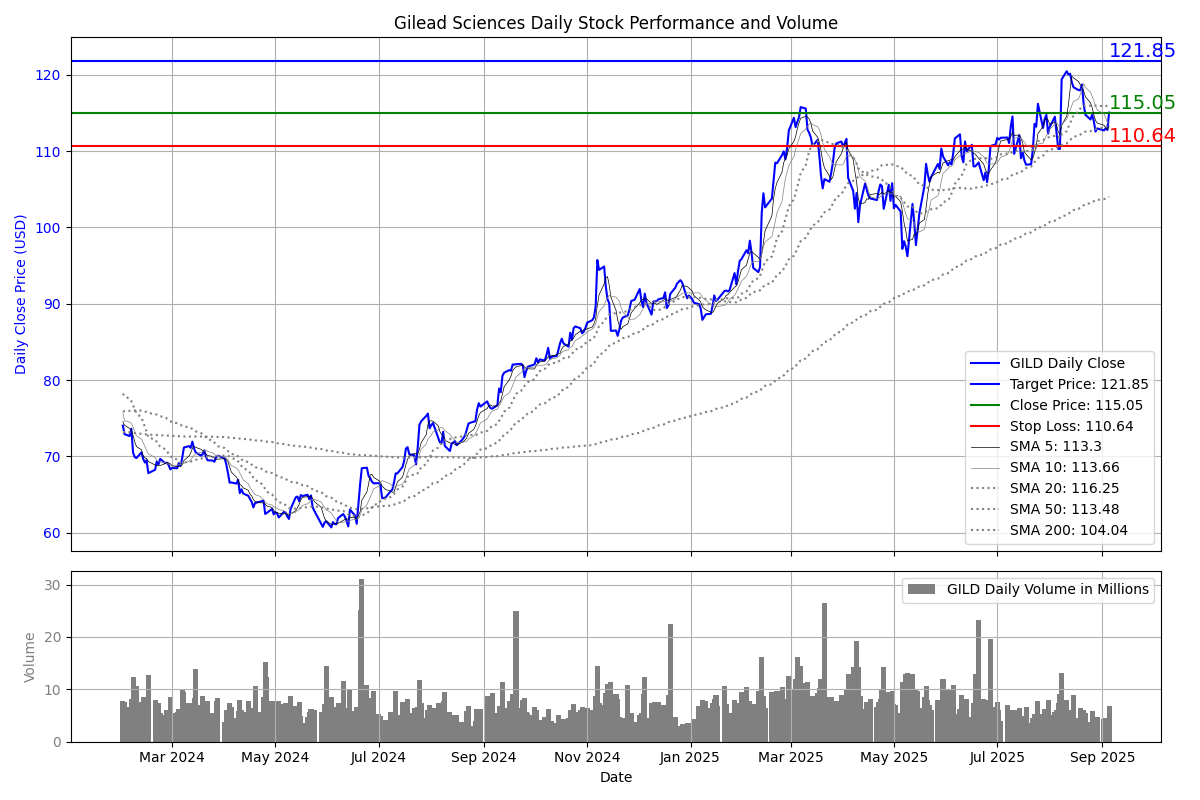 Gilead Sciences Daily Stock Performance and Volume
121.85
115.05
110.64
120
110
100
90
80
70
60
Daily Close Price (USD)
GILD Daily Close
Target Price: 121.85
Close Price: 115.05
Stop Loss: 110.64
SMA 5: 113.3
SMA 10: 113.66
SMA 20: 116.25
SMA 50: 113.48
SMA 200: 104.04
30
20
10
0
Volume
GILD Daily Volume in Millions
Mar 2024 May 2024 Jul 2024 Sep 2024 Nov 2024 Jan 2025 Mar 2025 May 2025 Jul 2025 Sep 2025
Date